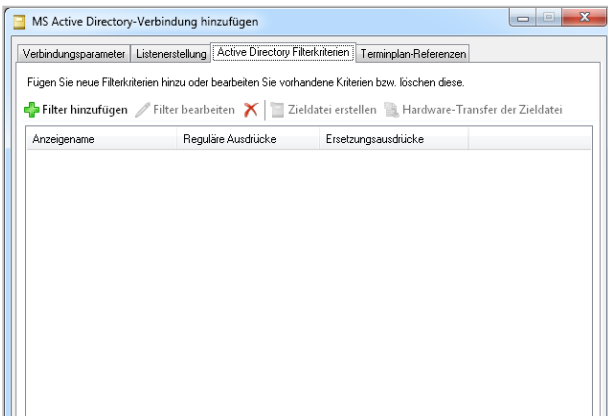 MS Active Directory-Verbindung hinzufügen
Verbindungsparameter Listenerstellung Active Directory Filterkriterien Terminplan-Referenzen
Fügen Sie neue Filterkriterien hinzu oder bearbeiten Sie vorhandene Kriterien bzw. löschen diese.
Filter hinzufügen Filter bearbeiten Zieldatei erstellen Hardware-Transfer der Zieldatei
Anzeigename Reguläre Ausdrücke Ersetzungsausdrücke